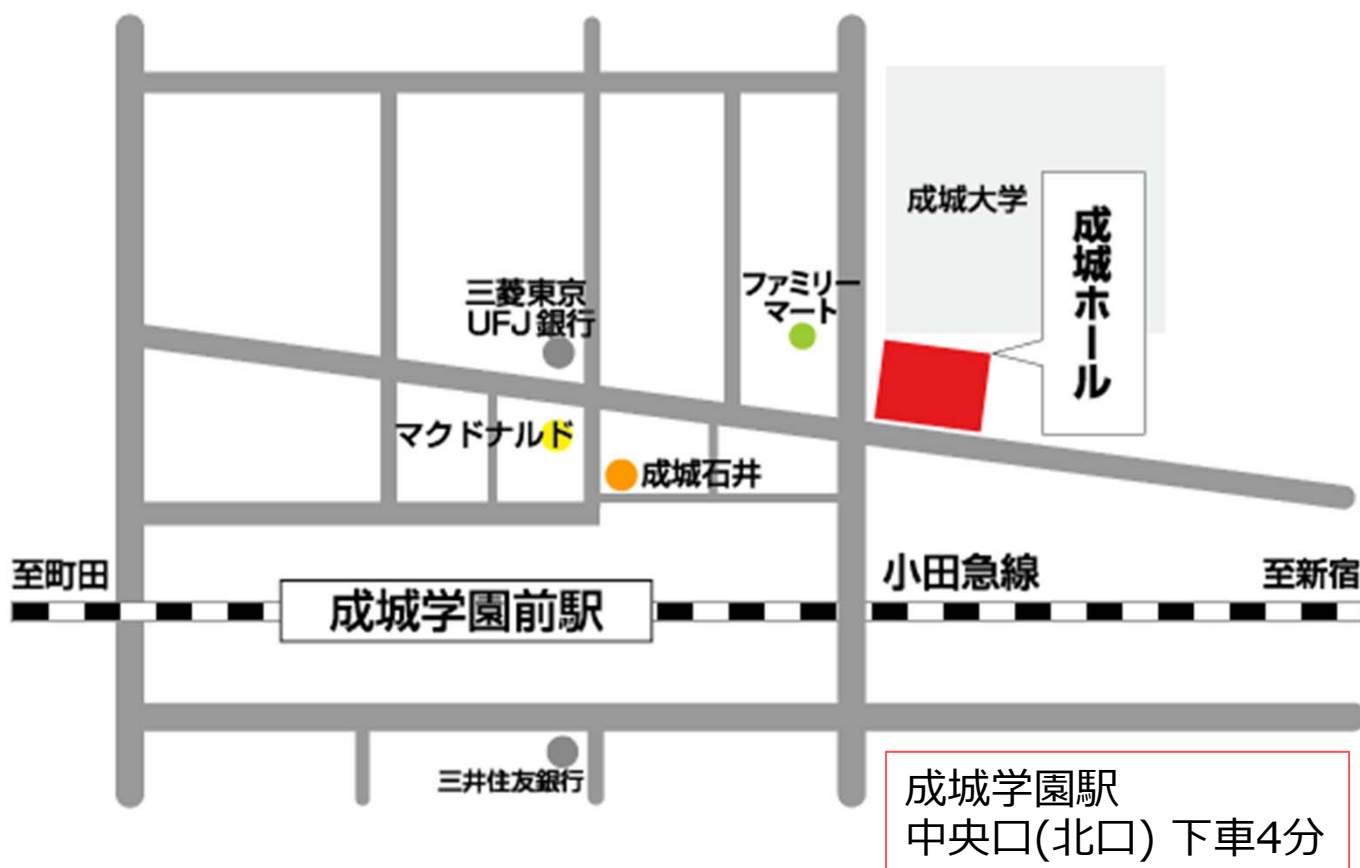 成城大学
成城ホール
三菱東京
UFJ銀行
ファミリー
マート
マクドナルド
成城石井
至町田
成城学園前駅
小田急線
至新宿
三井住友銀行
成城学園駅
中央口(北口) 下車4分